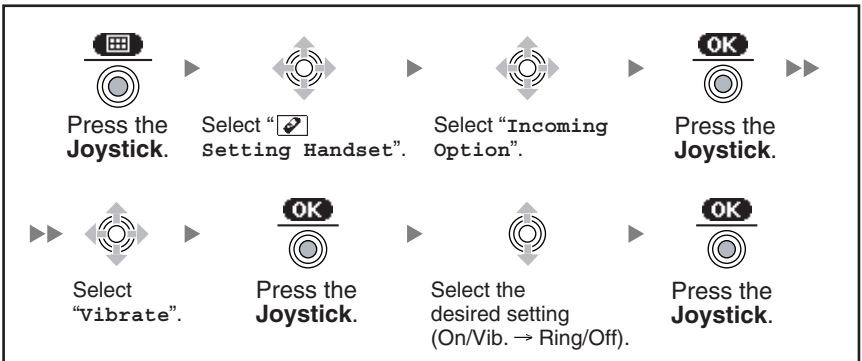 Press the
Joystick.
Select “
Setting Handset”.
Select “Incoming
Option”.
OK
Press the
Joystick.
Select
“Vibrate”.
OK
Press the
Joystick.
Select the
desired setting
(On/Vib. → Ring/Off).
OK
Press the
Joystick.